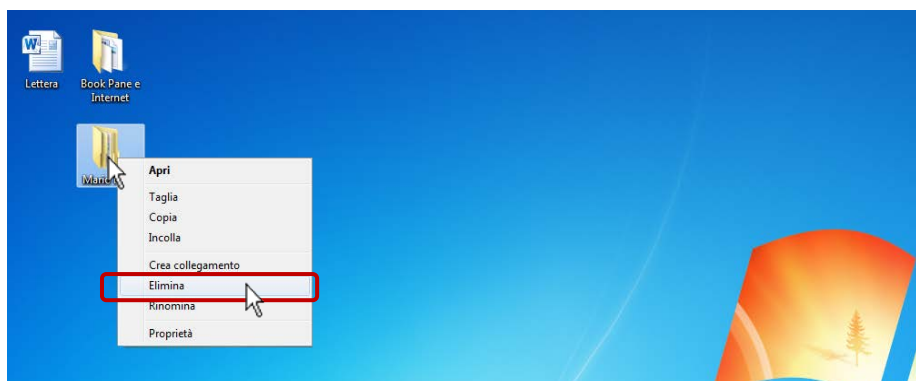 Lettera
Book Pane e
Internet
Apri
Taglia
Copia
Incolla
Crea collegamento
Elimina
Rinomina
Proprietà